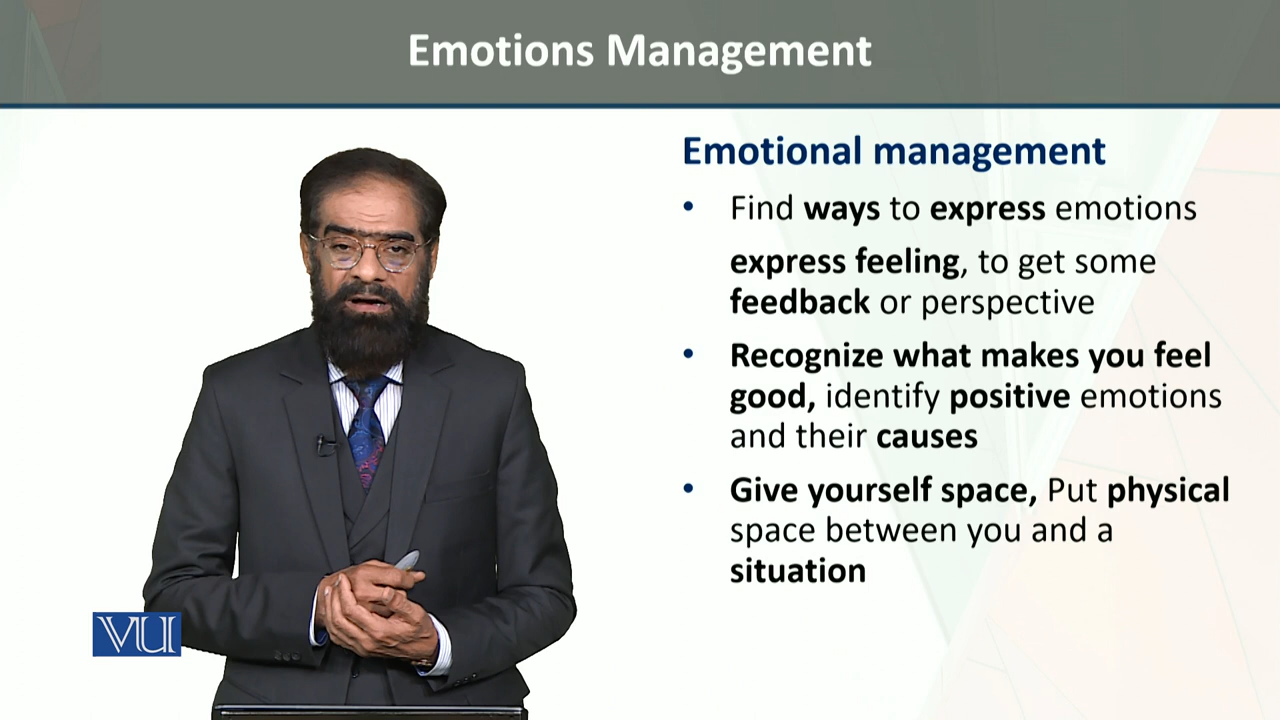 Emotions Management
Emotional management
• Find ways to express emotions
express feeling, to get some
feedback or perspective
• Recognize what makes you feel
good, identify positive emotions
and their causes
• Give yourself space, Put physical
space between you and a
situation
VU